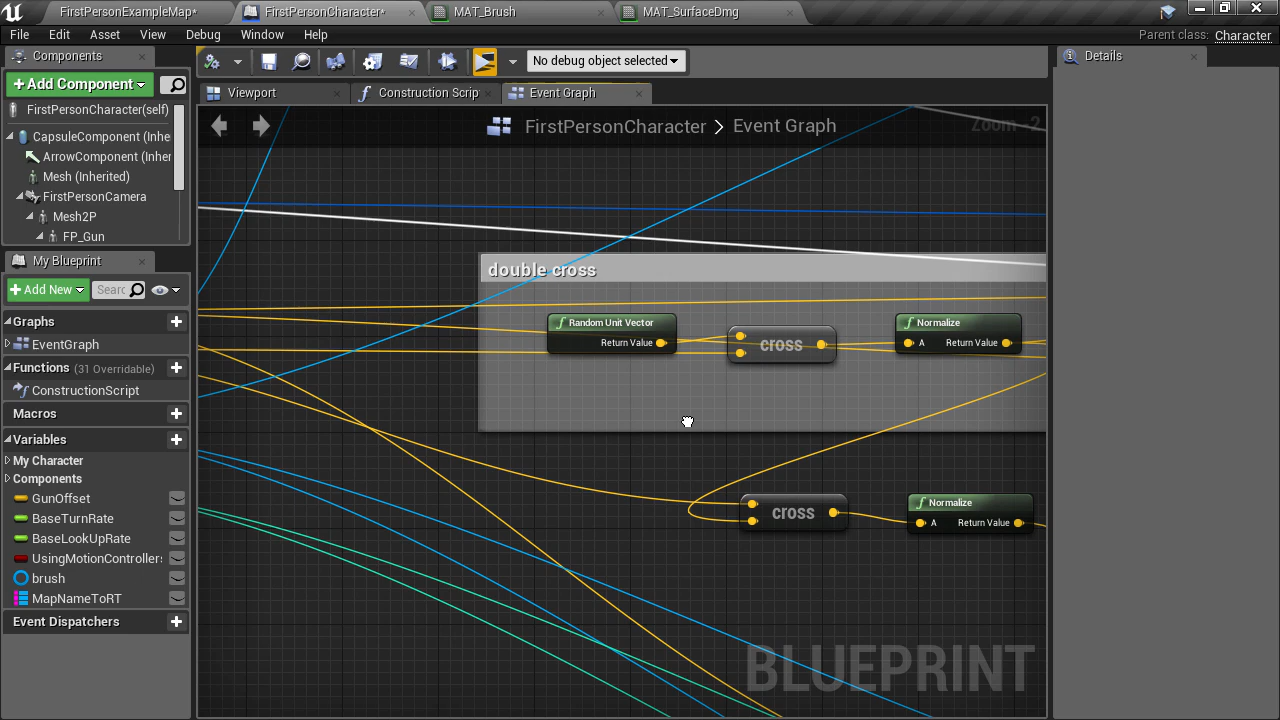 FirstPersonExampleMap*
FirstPersonCharacter*
MAT_Brush
MAT_SurfaceDmg
File Edit Asset View Debug Window Help
Parent class: Character
Components
+Add Component
No debug object selected
Details
Viewport
Construction Scrip
Event Graph
FirstPersonCharacter(self)
CapsuleComponent (Inhe
ArrowComponent (Inher
Mesh (Inherited)
FirstPersonCamera
Mesh2P
FP_Gun
FirstPersonCharacter > Event Graph
Zoom -2
My Blueprint
+Add New
Searc
Graphs
EventGraph
Functions (31 Overridable)
ConstructionScript
Macros
Variables
My Character
Components
GunOffset
BaseTurnRate
BaseLookUpRate
UsingMotionControllers
brush
MapNameToRT
Event Dispatchers
double cross
Random Unit Vector
Return Value
cross
Normalize
A Return Value
cross
Normalize
A Return Value
BLUEPRINT